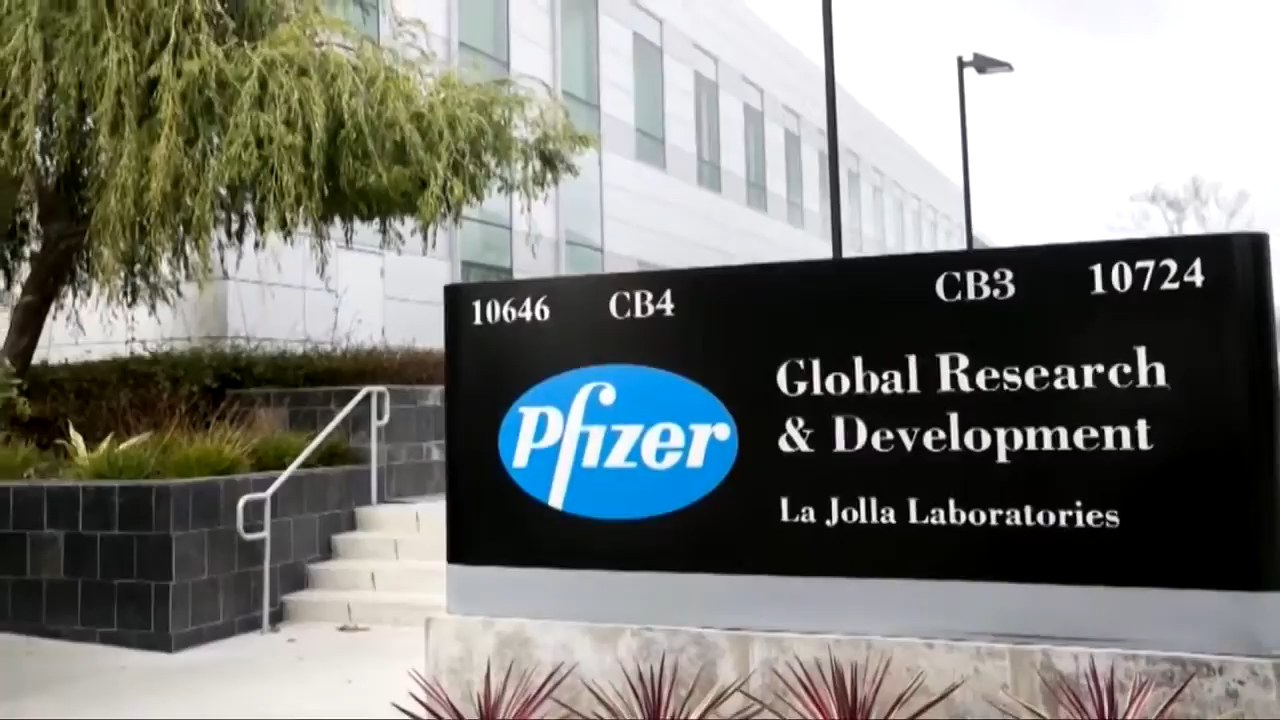 10646 CB4 CB3 10724
Pfizer
Global Research
& Development
La Jolla Laboratories